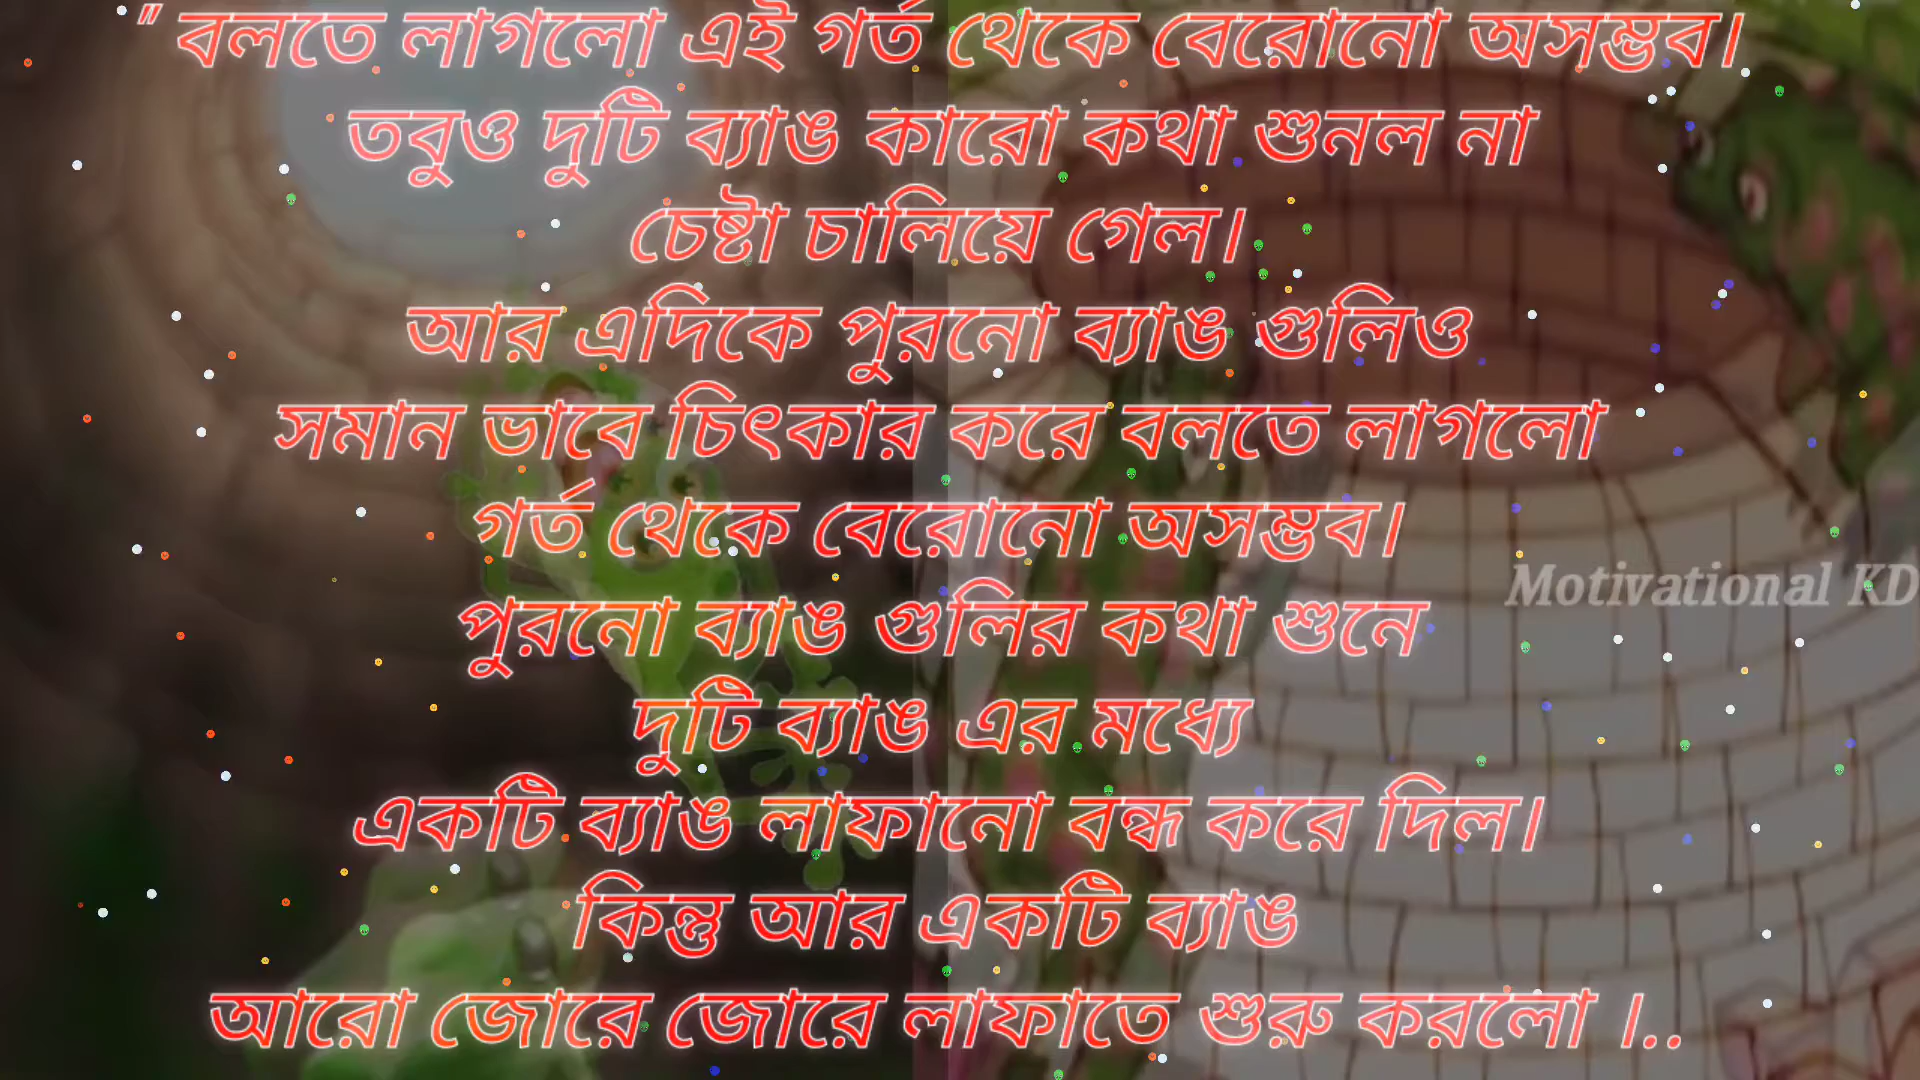 " বলতে লাগলো এই গর্ত থেকে বেরোনো অসম্ভব।
তবুও দুটি ব্যাঙ কারো কথা শুনল না
চেষ্টা চালিয়ে গেল।
আর এদিকে পুরনো ব্যাঙ গুলিও
সমান ভাবে চিৎকার করে বলতে লাগলো
গর্ত থেকে বেরোনো অসম্ভব।
Motivational KD
পুরনো ব্যাঙ গুলির কথা শুনে
দুটি ব্যাঙ এর মধ্যে
একটি ব্যাঙ লাফানো বন্ধ করে দিল।
কিন্তু আর একটি ব্যাঙ
আরো জোরে জোরে লাফাতে শুরু করলো ।..